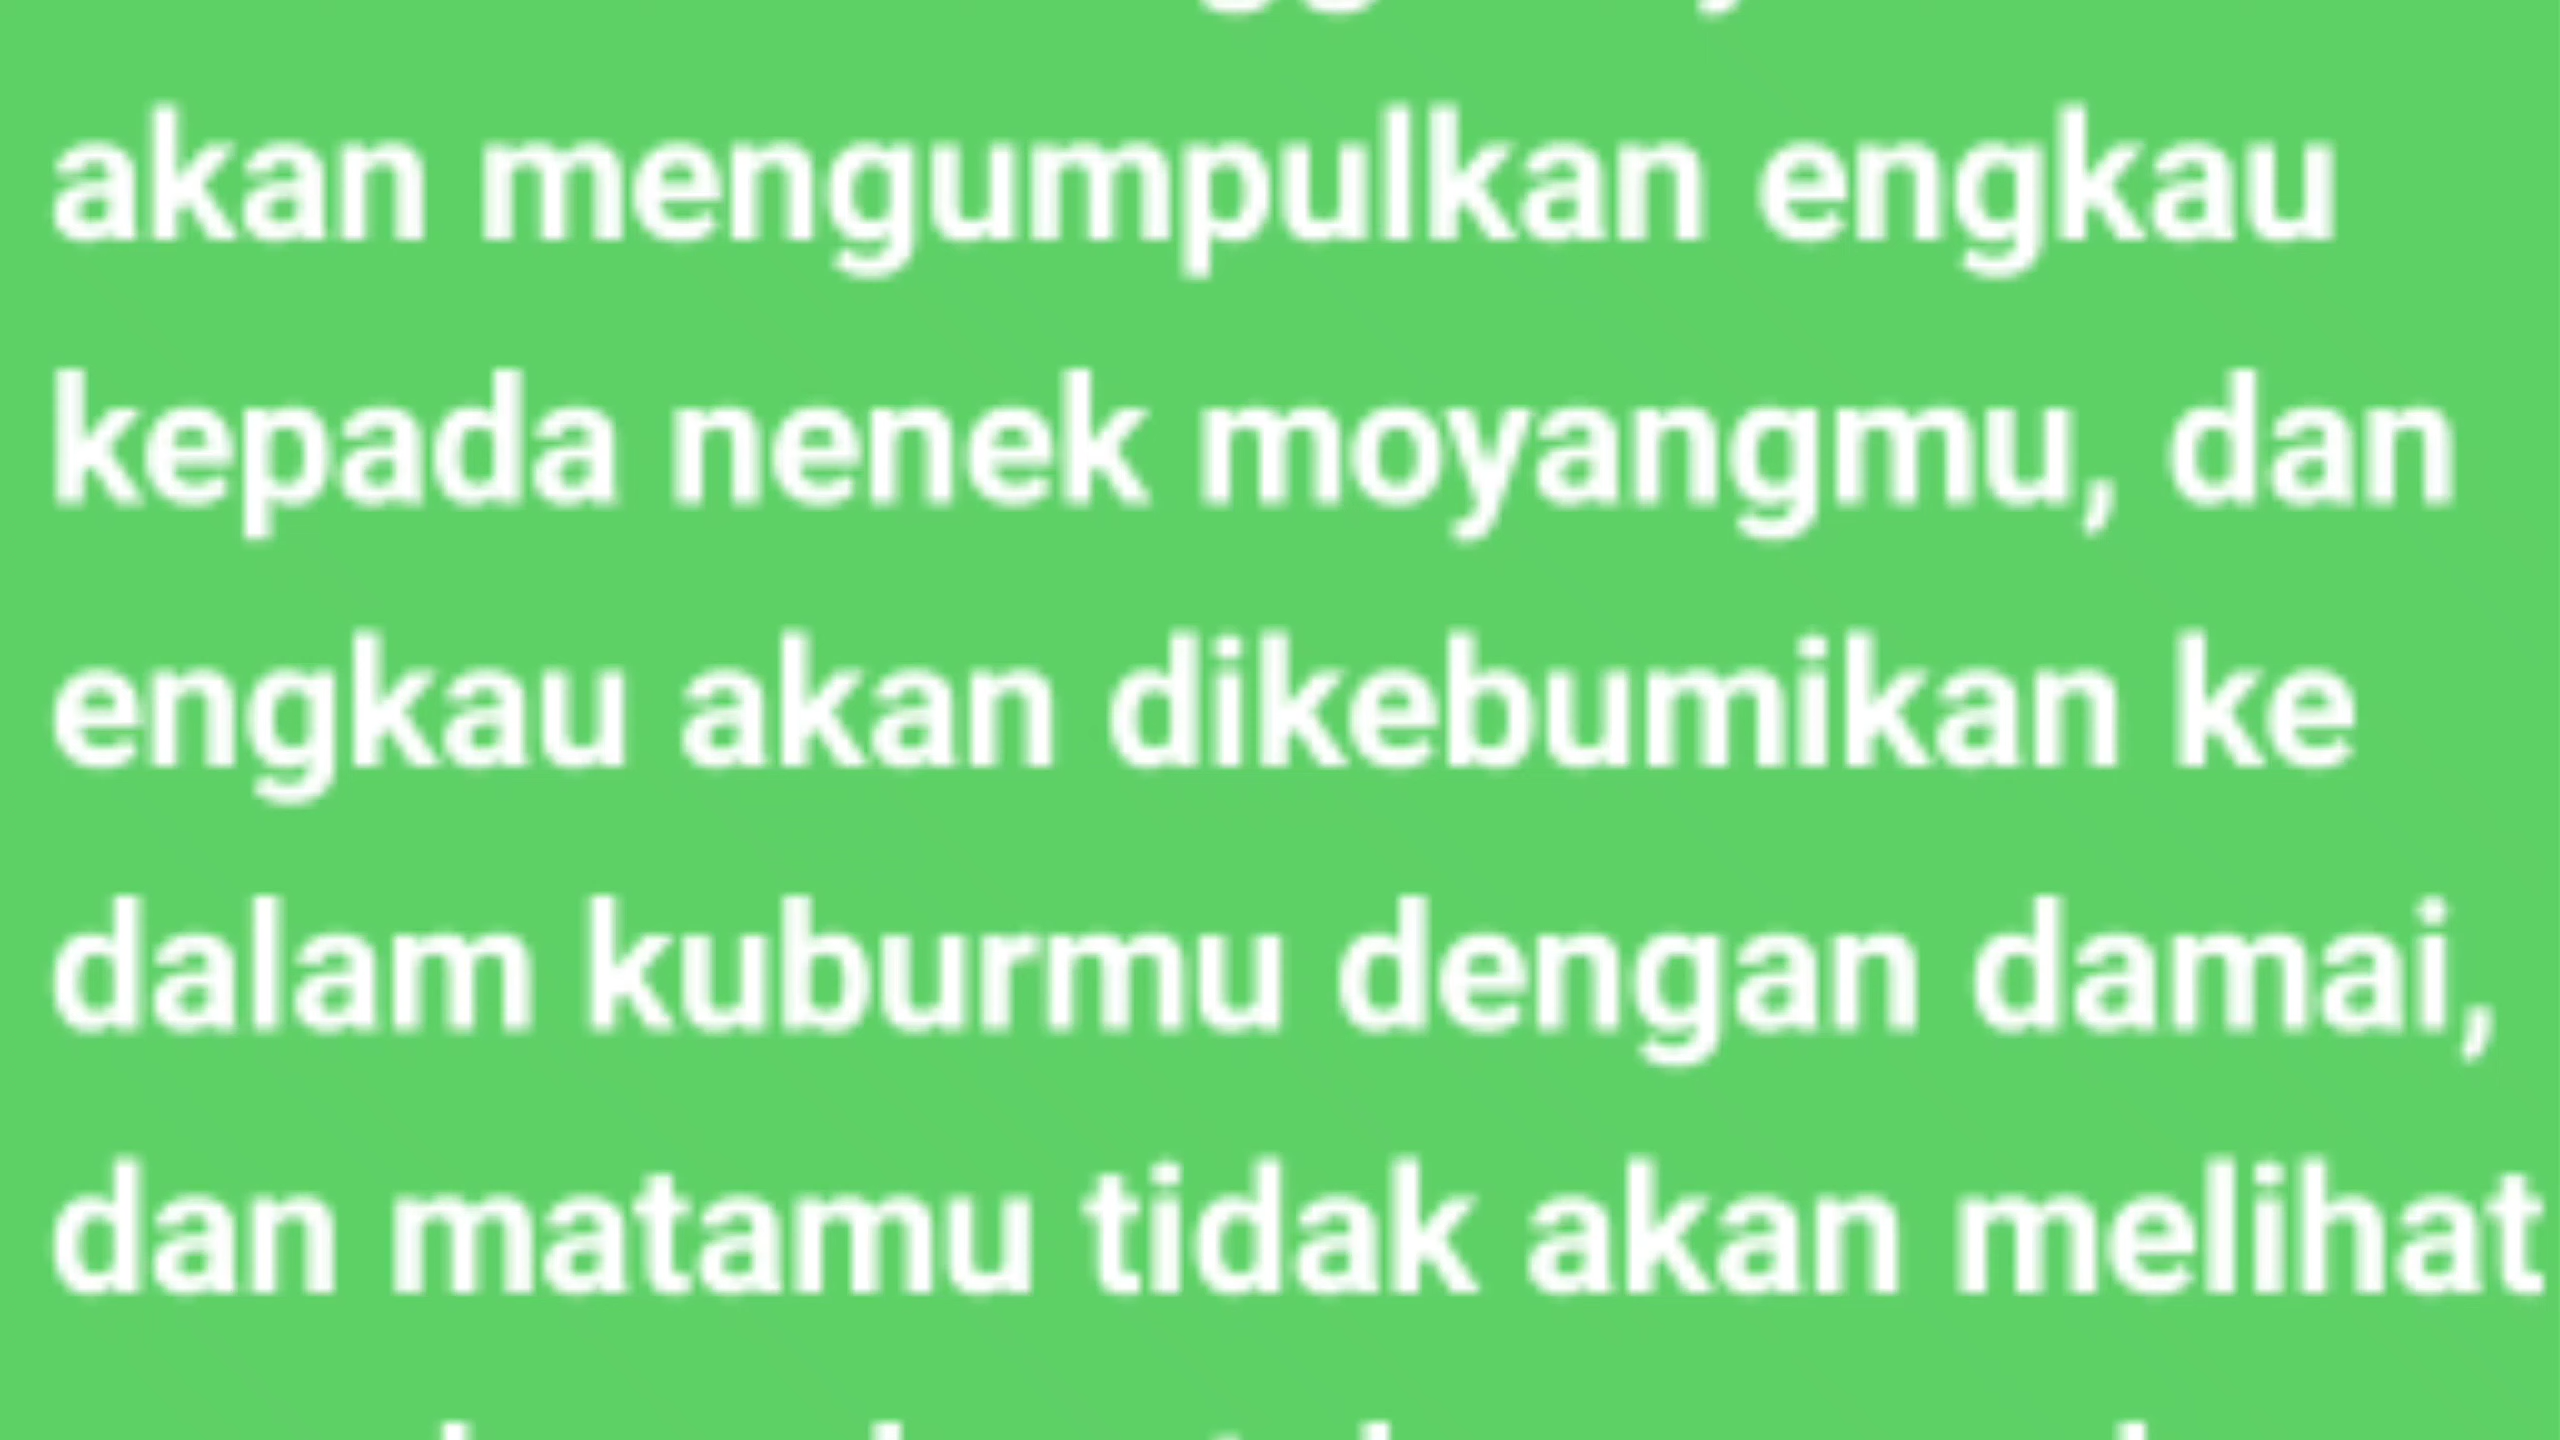 akan mengumpulkan engkau
kepada nenek moyangmu, dan
engkau akan dikebumikan ke
dalam kuburmu dengan damai,
dan matamu tidak akan melihat